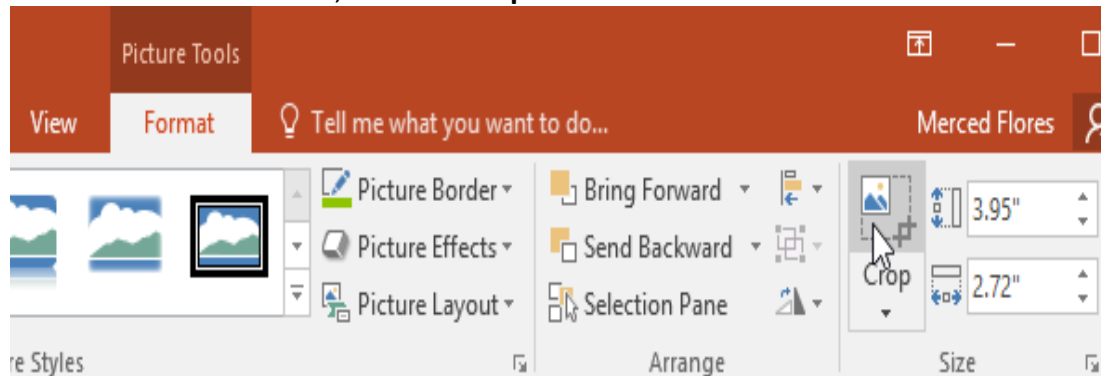 Picture Tools
View Format Tell me what you want to do... Merced Flores
Picture Border Bring Forward 3.95"
Picture Effects Send Backward Crop
Picture Layout Selection Pane 2.72"
re Styles Arrange Size